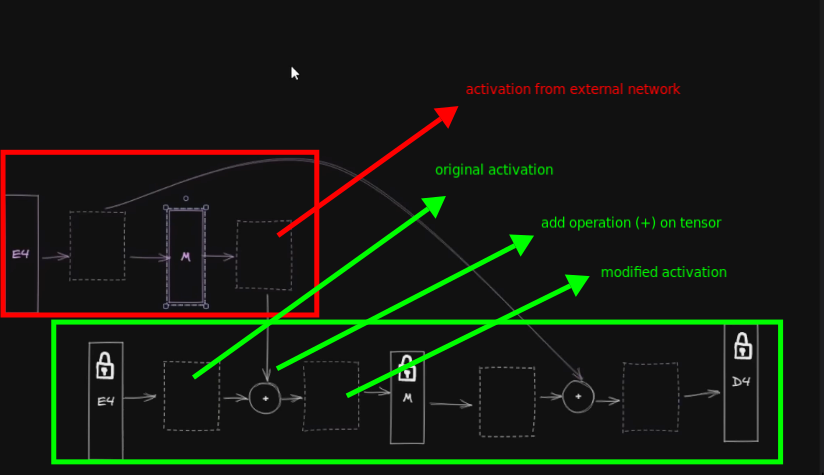 activation from external network
original activation
add operation (+) on tensor
modified activation
E4
M
E4
+
M
+
D4